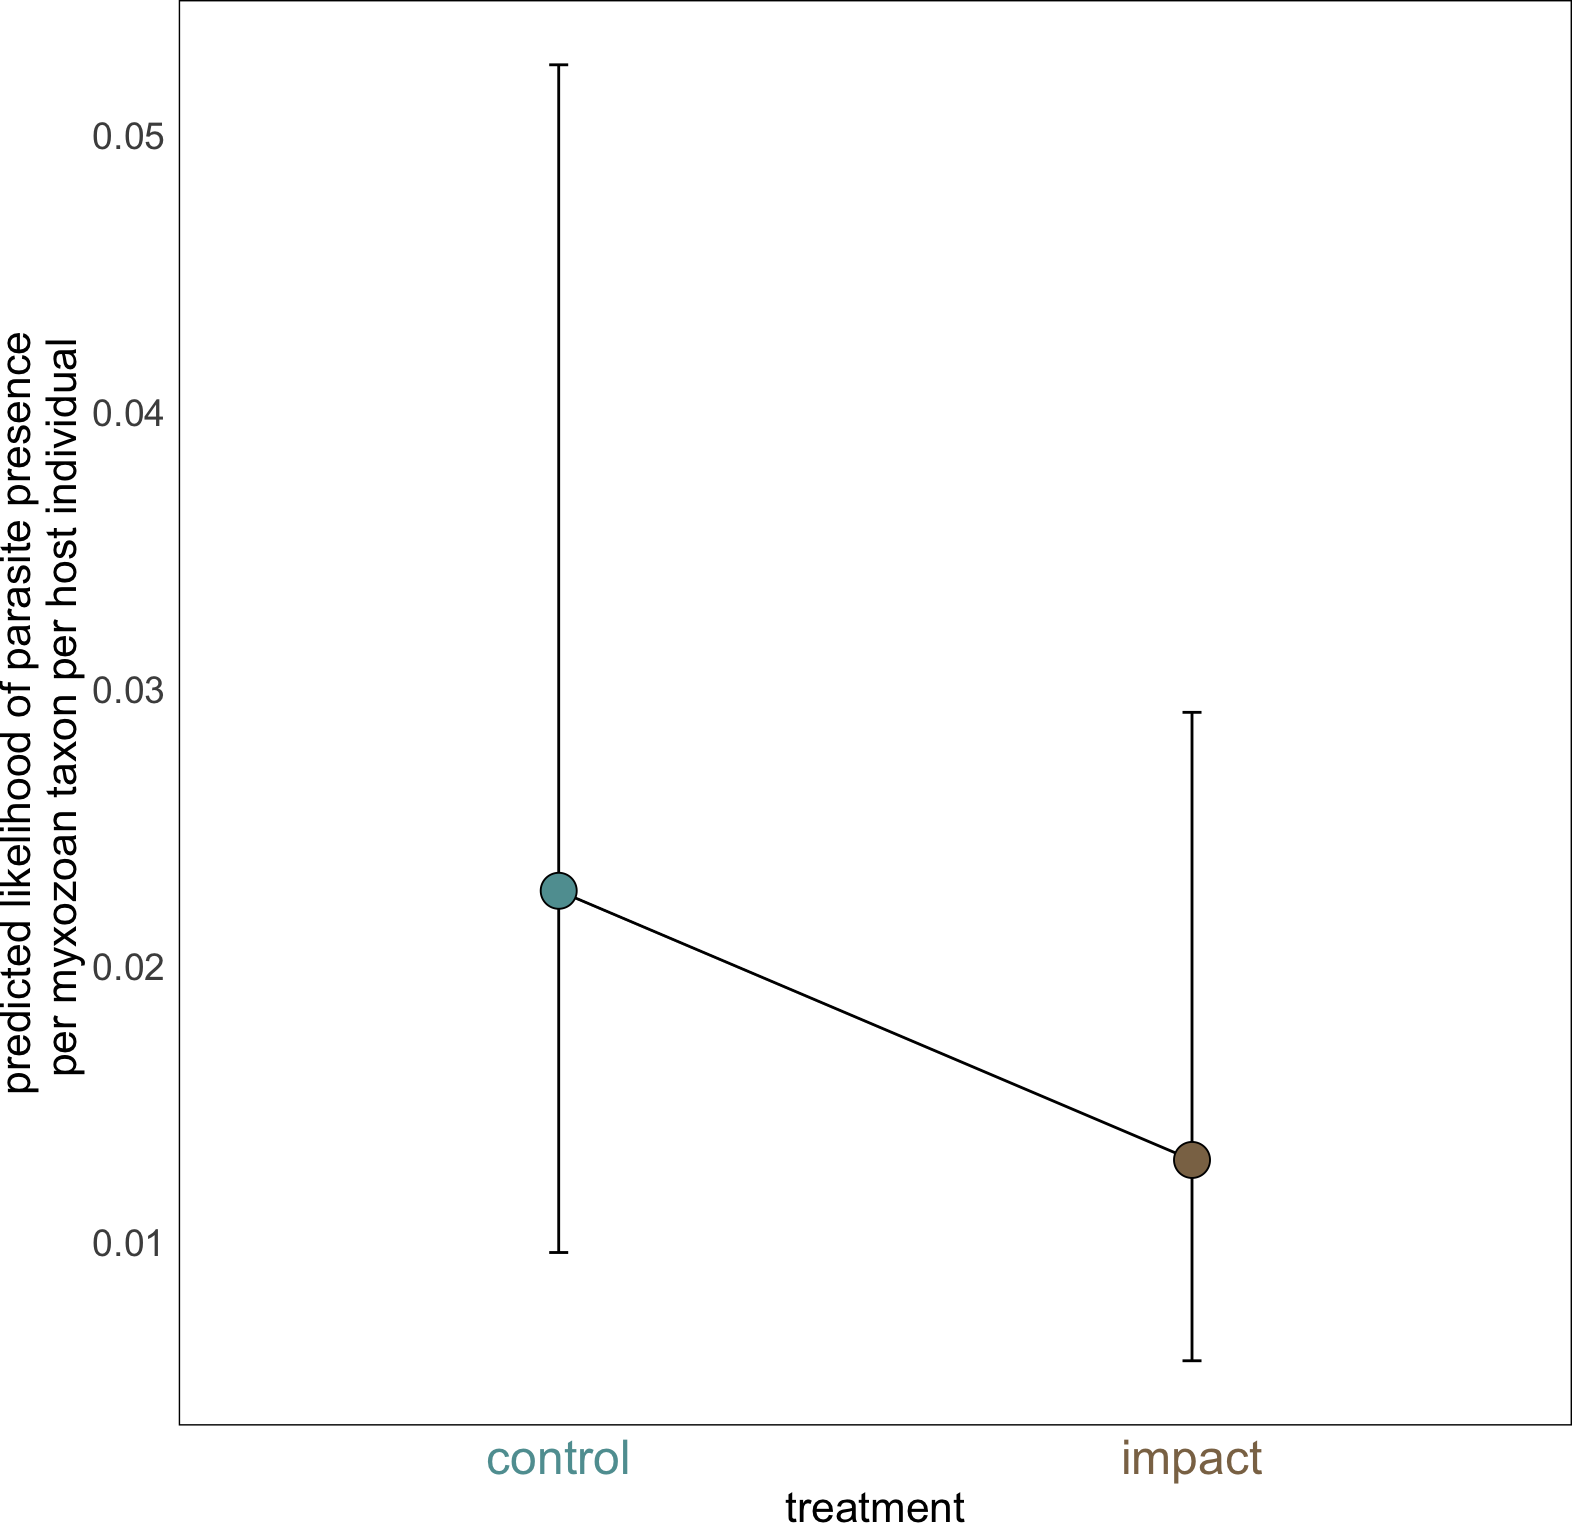 predicted likelihood of parasite presence
per myxozoan taxon per host individual
0.05
0.04
0.03
0.02
0.01
control
impact
treatment